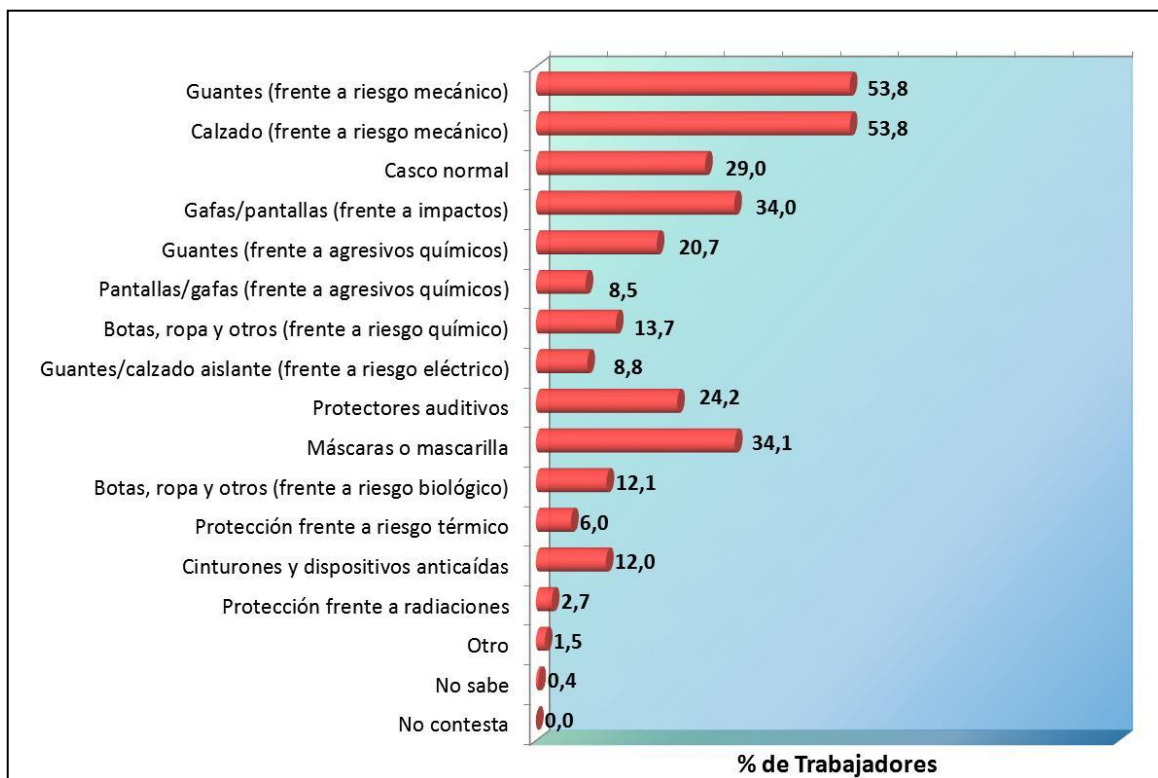 Guantes (frente a riesgo mecánico) 53,8
Calzado (frente a riesgo mecánico) 53,8
Casco normal 29,0
Gafas/pantallas (frente a impactos) 34,0
Guantes (frente a agresivos químicos) 20,7
Pantallas/gafas (frente a agresivos químicos) 8,5
Botas, ropa y otros (frente a riesgo químico) 13,7
Guantes/calzado aislante (frente a riesgo eléctrico) 8,8
Protectores auditivos 24,2
Máscaras o mascarilla 34,1
Botas, ropa y otros (frente a riesgo biológico) 12,1
Protección frente a riesgo térmico 6,0
Cinturones y dispositivos anticaídas 12,0
Protección frente a radiaciones 2,7
Otro 1,5
No sabe 0,4
No contesta 0,0
% de Trabajadores